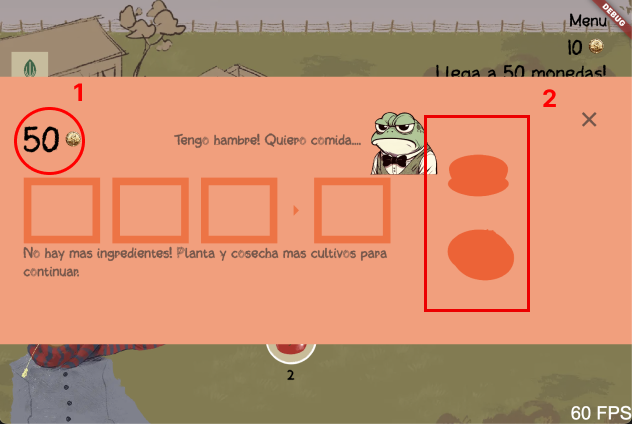 Menu
DEBUG
10
Llega a 50 monedas!
1
2
50
Tengo hambre! Quiero comida....
No hay mas ingredientes! Planta y cosecha mas cultivos para
continuar.
2
60 FPS